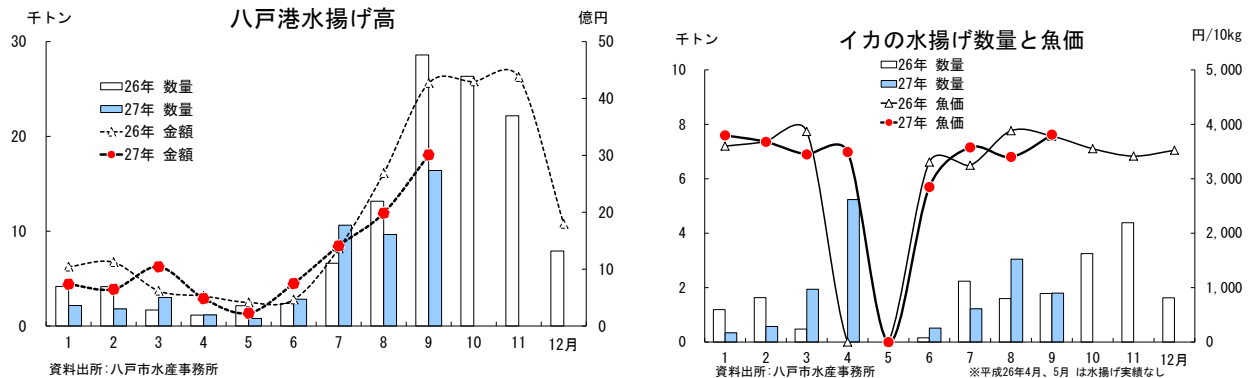 八戸港水揚げ高
千トン
億円
30
20
10
0
50
40
30
20
10
0
26年 数量
27年 数量
26年 金額
27年 金額
1 2 3 4 5 6 7 8 9 10 11 12月
資料出所:八戸市水産事務所
イカの水揚げ数量と魚価
千トン
円/10kg
10
8
6
4
2
0
5,000
4,000
3,000
2,000
1,000
0
26年 数量
27年 数量
26年 魚価
27年 魚価
1 2 3 4 5 6 7 8 9 10 11 12月
資料出所:八戸市水産事務所
※平成26年4月、5月 は水揚げ実績なし